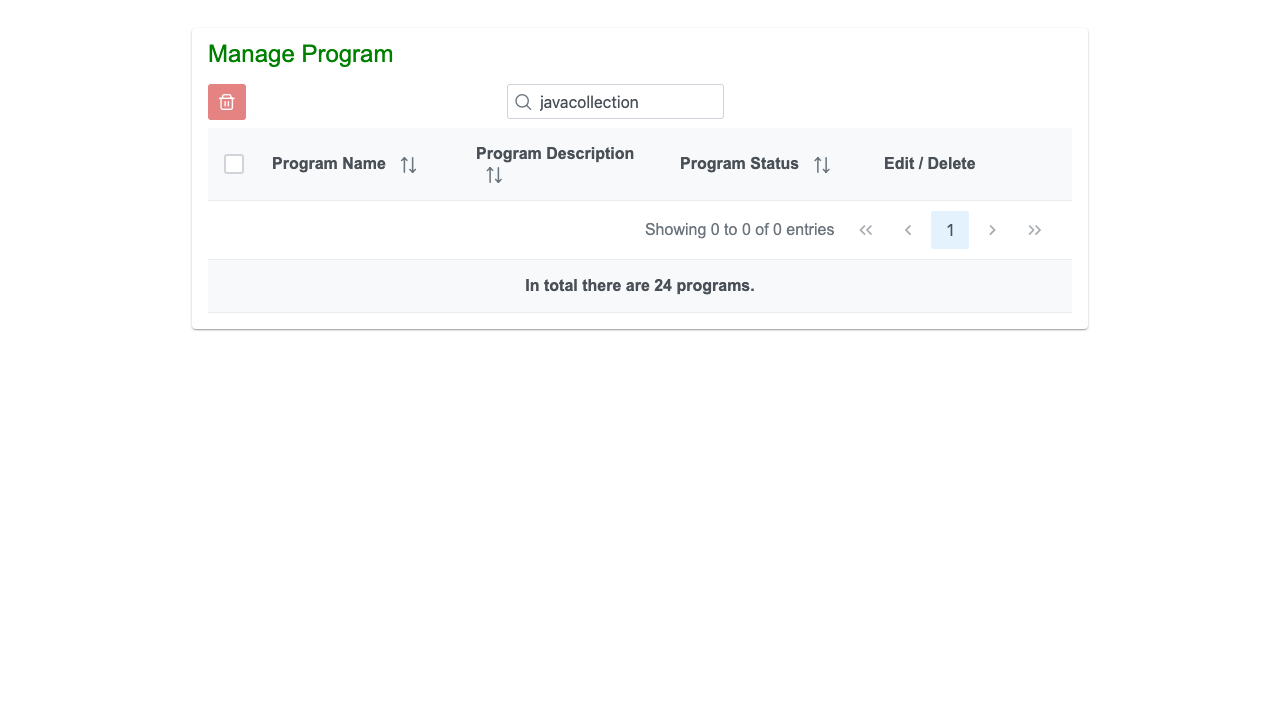 Manage Program
javacollection
Program Name Program Description Program Status Edit / Delete
Showing 0 to 0 of 0 entries 1
In total there are 24 programs.